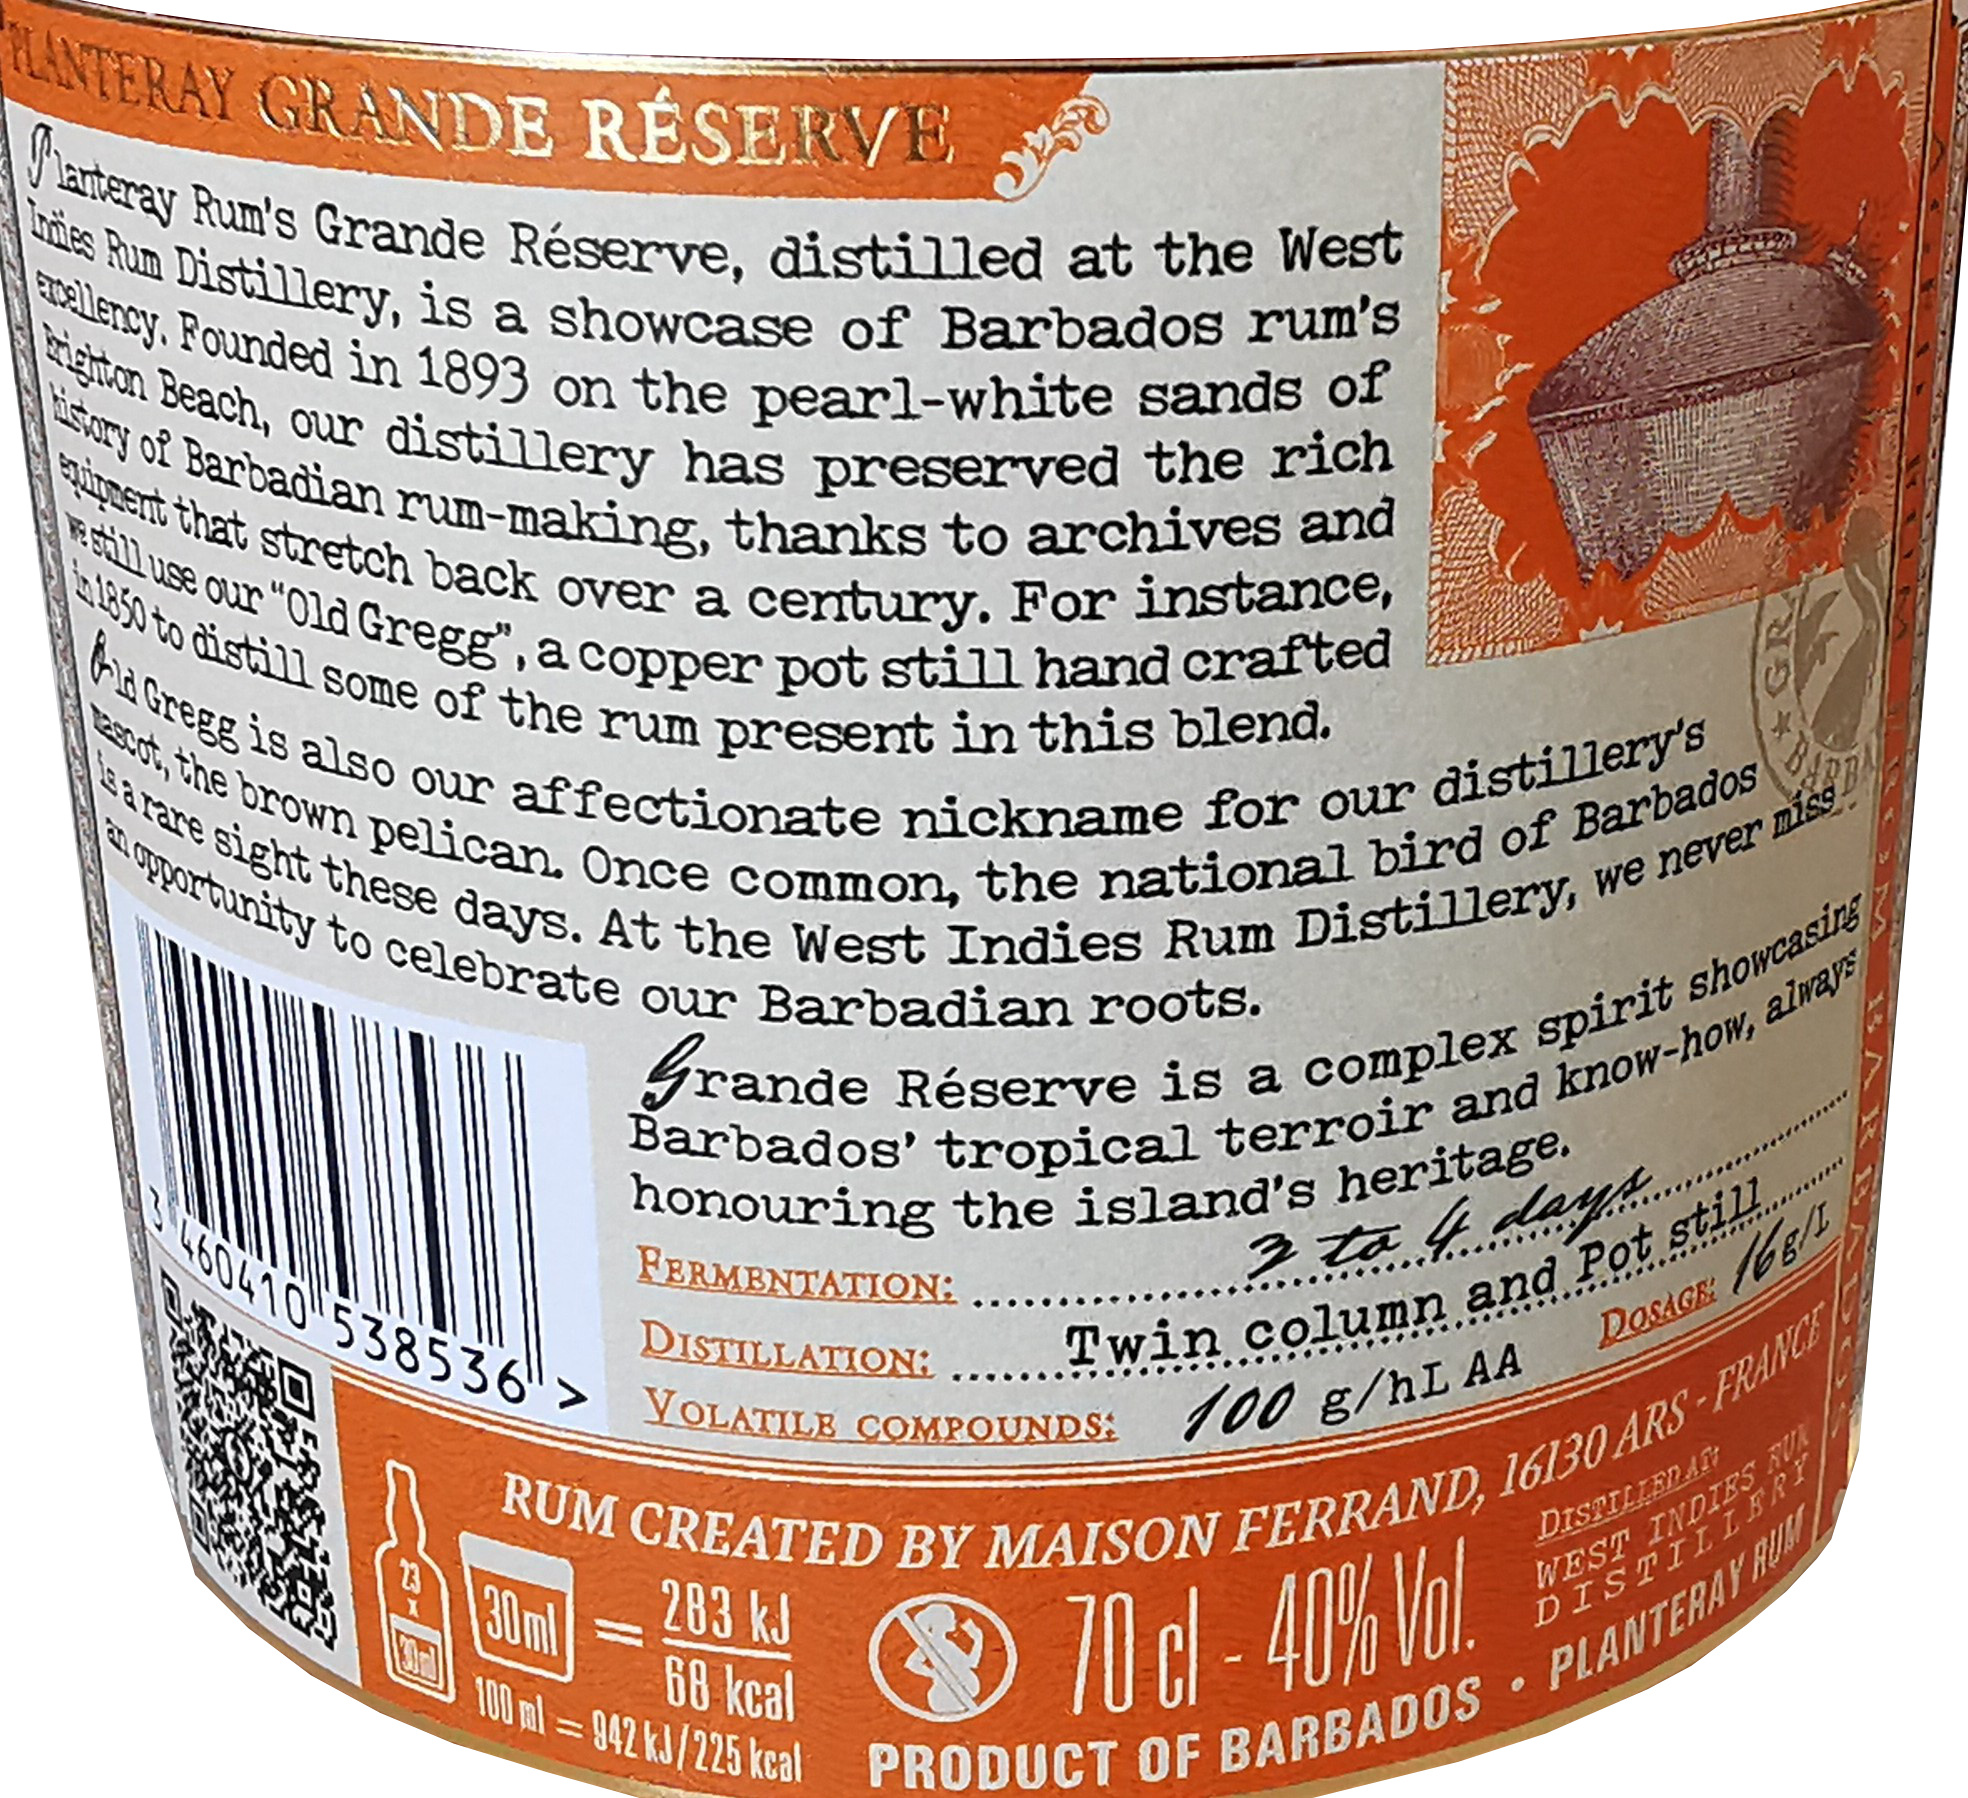 PLANTERAY GRANDE RÉSERVE
Planteray Rum's Grande Réserve, distilled at the West
Indies Rum Distillery, is a showcase of Barbados rum's
excellency. Founded in 1893 on the pearl-white sands of
Brighton Beach, our distillery has preserved the rich
history of Barbadian rum-making, thanks to archives and
equipment that stretch back over a century. For instance,
we still use our "Old Gregg", a copper pot still hand crafted
in 1850 to distill some of the rum present in this blend.
Old Gregg is also our affectionate nickname for our distillery's
mascot, the brown pelican. Once common, the national bird of Barbados
is a rare sight these days. At the West Indies Rum Distillery, we never miss
an opportunity to celebrate our Barbadian roots.
Grande Réserve is a complex spirit showcasing
Barbados' tropical terroir and know-how, always
honouring the island's heritage.
FERMENTATION: 3 to 4 days
DISTILLATION: Twin column and Pot still
VOLATILE COMPOUNDS: 100 g/hL AA DOSAGE: 16 g/L
3 460410 538536 >
RUM CREATED BY MAISON FERRAND, 16130 ARS - FRANCE
23
x
30ml
30ml = 283 kJ
68 kcal
100 ml = 942 kJ/225 kcal
70 cl - 40% Vol.
DISTILLED AT:
WEST INDIES RUM
DISTILLERY
PRODUCT OF BARBADOS • PLANTERAY RUM